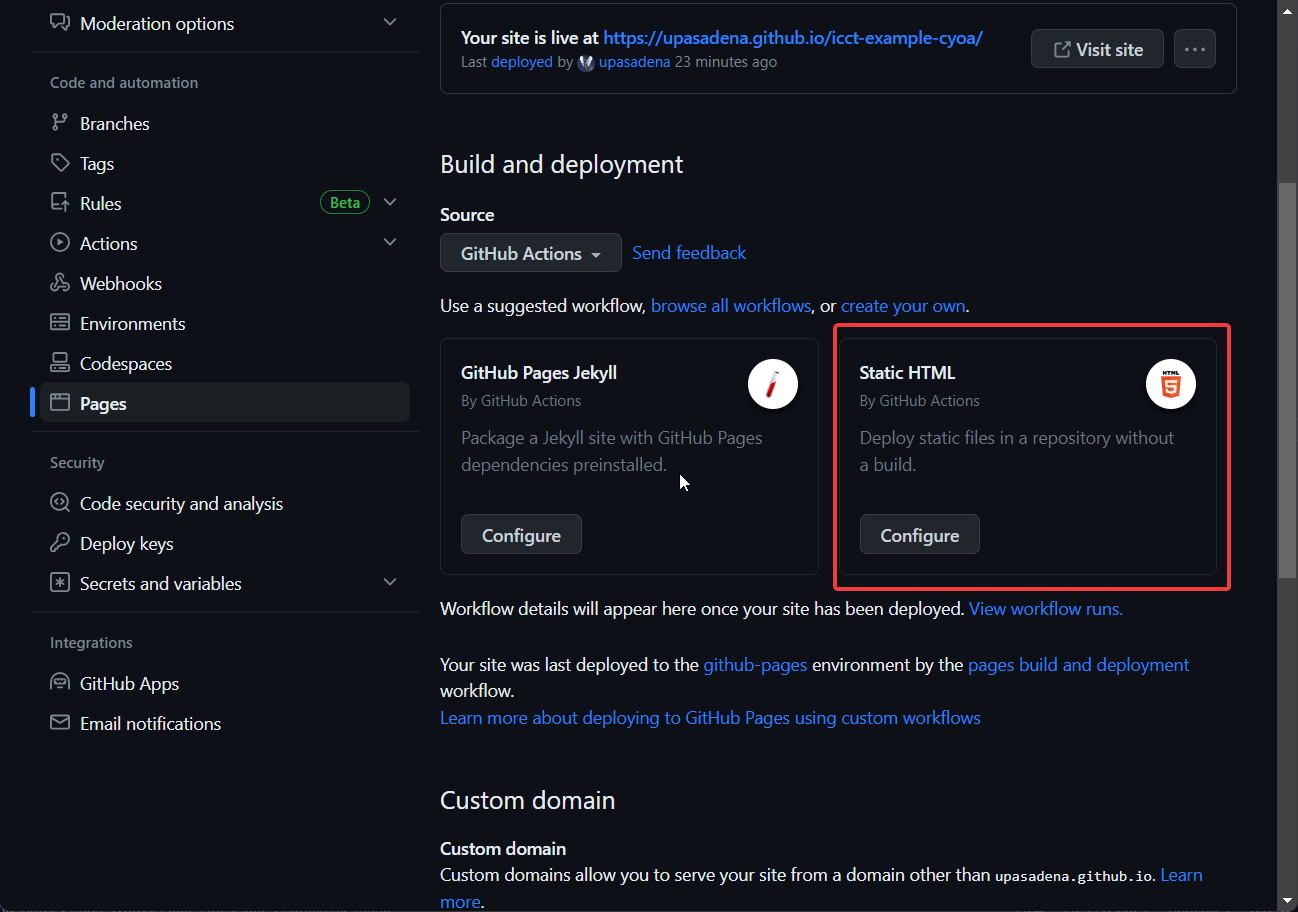 Moderation options
Code and automation
Branches
Tags
Rules Beta
Actions
Webhooks
Environments
Codespaces
Pages
Security
Code security and analysis
Deploy keys
Secrets and variables
Integrations
GitHub Apps
Email notifications
Your site is live at https://upasadena.github.io/icct-example-cyoa/
Last deployed by upasadena 23 minutes ago
Visit site
Build and deployment
Source
GitHub Actions Send feedback
Use a suggested workflow, browse all workflows, or create your own.
GitHub Pages Jekyll
By GitHub Actions
Package a Jekyll site with GitHub Pages
dependencies preinstalled.
Configure
Static HTML
By GitHub Actions
HTML
5
Deploy static files in a repository without
a build.
Configure
Workflow details will appear here once your site has been deployed. View workflow runs.
Your site was last deployed to the github-pages environment by the pages build and deployment
workflow.
Learn more about deploying to GitHub Pages using custom workflows
Custom domain
Custom domain
Custom domains allow you to serve your site from a domain other than upasadena.github.io. Learn
more.